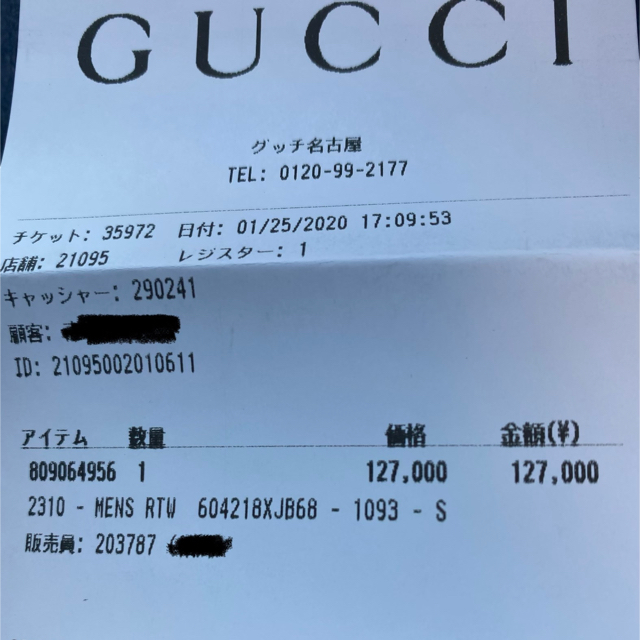 GUCCI
グッチ名古屋
TEL: 0120-99-2177
チケット: 35972 日付: 01/25/2020 17:09:53
店舗: 21095 レジスター: 1
キャッシャー: 290241
顧客:
ID: 21095002010611
アイテム 数量 価格 金額(¥)
809064956 1 127,000 127,000
2310 - MENS RTW 604218XJB68 - 1093 - S
販売員: 203787